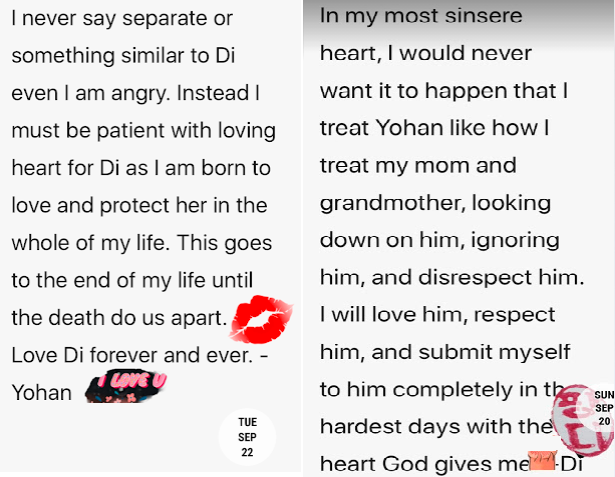 I never say separate or
something similar to Di
even I am angry. Instead I
must be patient with loving
heart for Di as I am born to
love and protect her in the
whole of my life. This goes
to the end of my life until
the death do us apart.
Love Di forever and ever. -
Yohan
I LOVE U
TUE
SEP
22
In my most sinsere
heart, I would never
want it to happen that I
treat Yohan like how I
treat my mom and
grandmother, looking
down on him, ignoring
him, and disrespect him.
I will love him, respect
him, and submit myself
to him completely in
hardest days with the
heart God gives me -Di
SUN
SEP
20